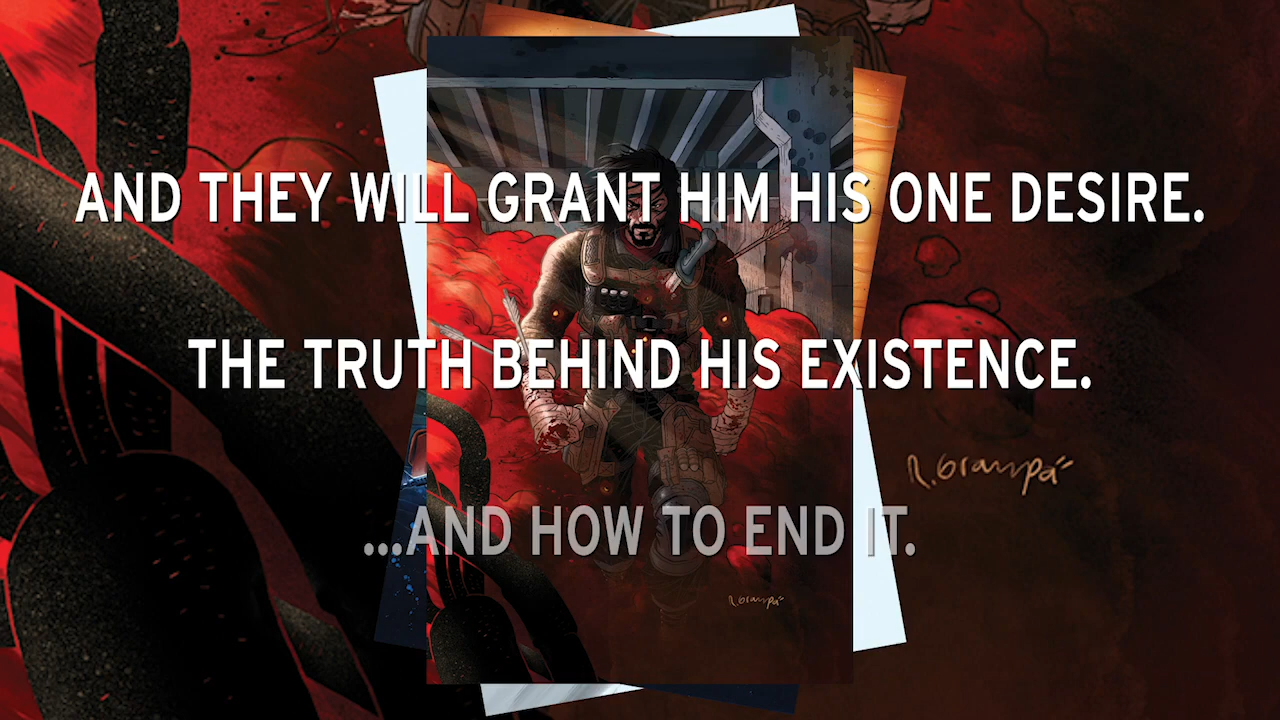 AND THEY WILL GRANT HIM HIS ONE DESIRE.
THE TRUTH BEHIND HIS EXISTENCE.
R. Grampá
...AND HOW TO END IT.
R. Grampá